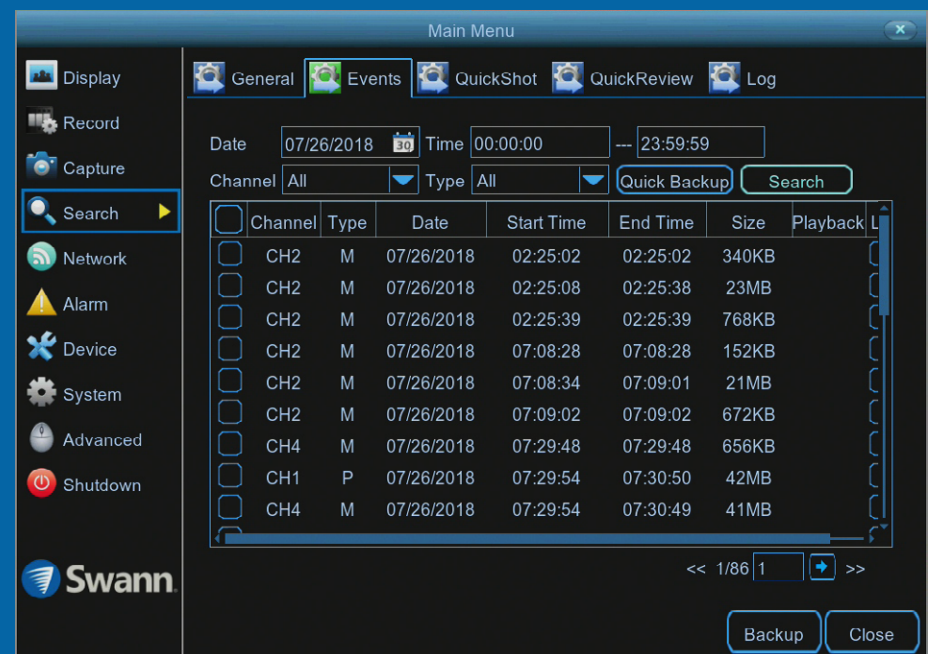 Main Menu
Display
Record
Capture
Search
Network
Alarm
Device
System
Advanced
Shutdown
Swann
General Events QuickShot QuickReview Log
Date 07/26/2018 30 Time 00:00:00 --- 23:59:59
Channel All Type All Quick Backup Search
Channel Type Date Start Time End Time Size Playback L
CH2 M 07/26/2018 02:25:02 02:25:02 340KB
CH2 M 07/26/2018 02:25:08 02:25:38 23MB
CH2 M 07/26/2018 02:25:39 02:25:39 768KB
CH2 M 07/26/2018 07:08:28 07:08:28 152KB
CH2 M 07/26/2018 07:08:34 07:09:01 21MB
CH2 M 07/26/2018 07:09:02 07:09:02 672KB
CH4 M 07/26/2018 07:29:48 07:29:48 656KB
CH1 P 07/26/2018 07:29:54 07:30:50 42MB
CH4 M 07/26/2018 07:29:54 07:30:49 41MB
<< 1/86 1 >>
Backup Close